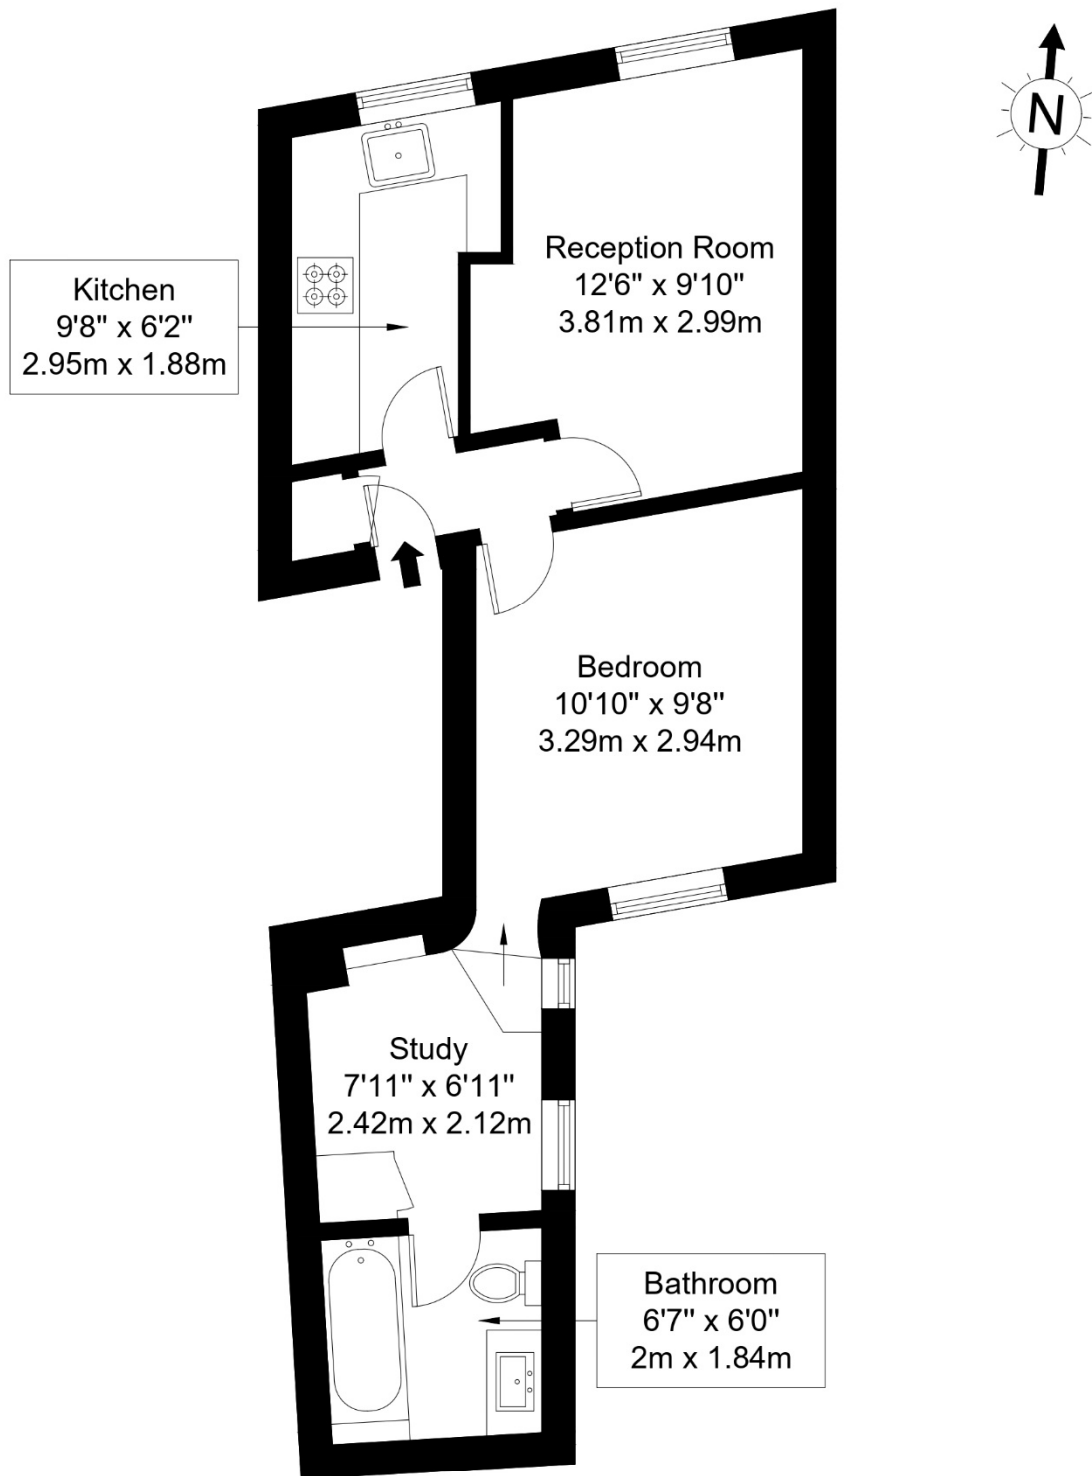 N
Reception Room
12'6" x 9'10"
3.81m x 2.99m
Kitchen
9'8" x 6'2"
2.95m x 1.88m
Bedroom
10'10" x 9'8"
3.29m x 2.94m
Study
7'11" x 6'11"
2.42m x 2.12m
Bathroom
6'7" x 6'0"
2m x 1.84m